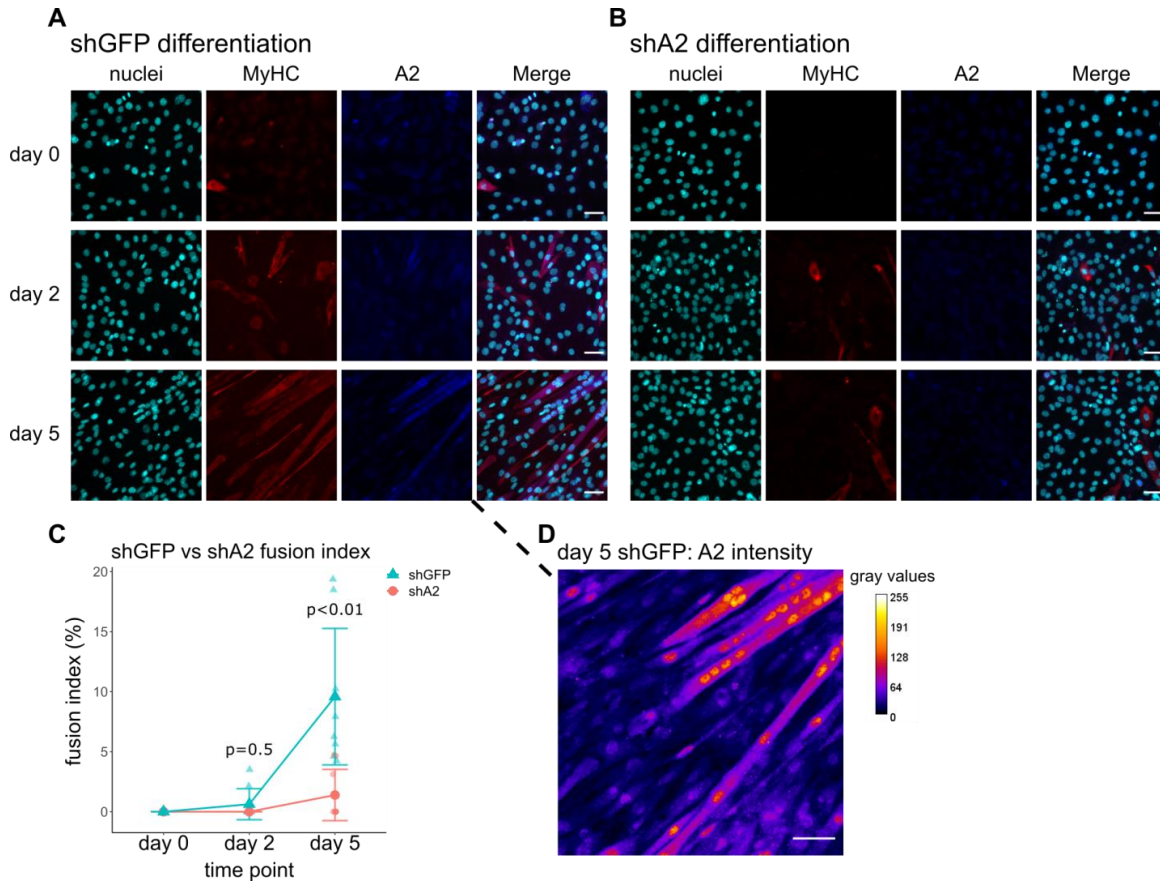 A
shGFP differentiation
nuclei MyHC A2 Merge
day 0
day 2
day 5
B
shA2 differentiation
nuclei MyHC A2 Merge
C
shGFP vs shA2 fusion index
fusion index (%)
20
15
10
5
0
p=0.5
p<0.01
shGFP
shA2
day 0 day 2 day 5
time point
D
day 5 shGFP: A2 intensity
gray values
255
191
128
64
0